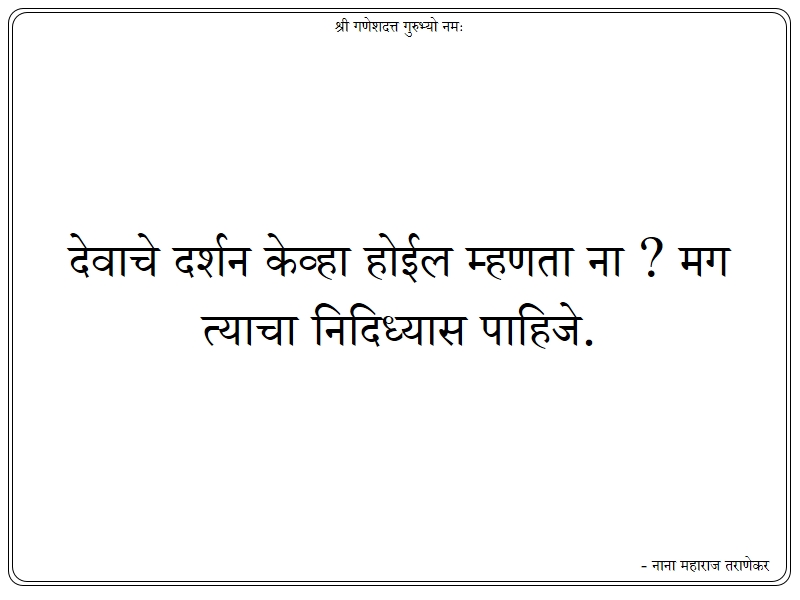 श्री गणेशदत्त गुरुभ्यो नमः
देवाचे दर्शन केव्हा होईल म्हणता ना ? मग
त्याचा निदिध्यास पाहिजे.
- नाना महाराज तराणेकर